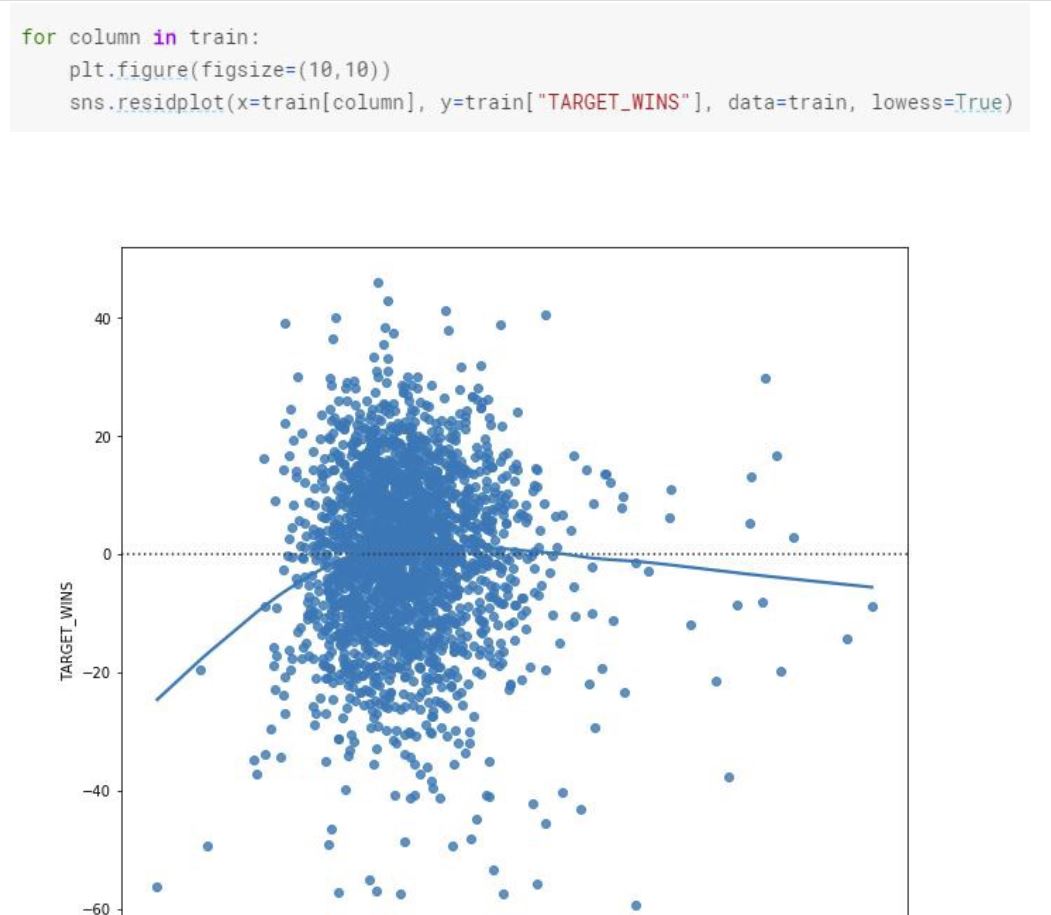 for column in train:
plt.figure(figsize=(10,10))
sns.residplot(x=train[column], y=train["TARGET_WINS"], data=train, lowess=True)
40
20
0
TARGET_WINS
−20
−40
−60